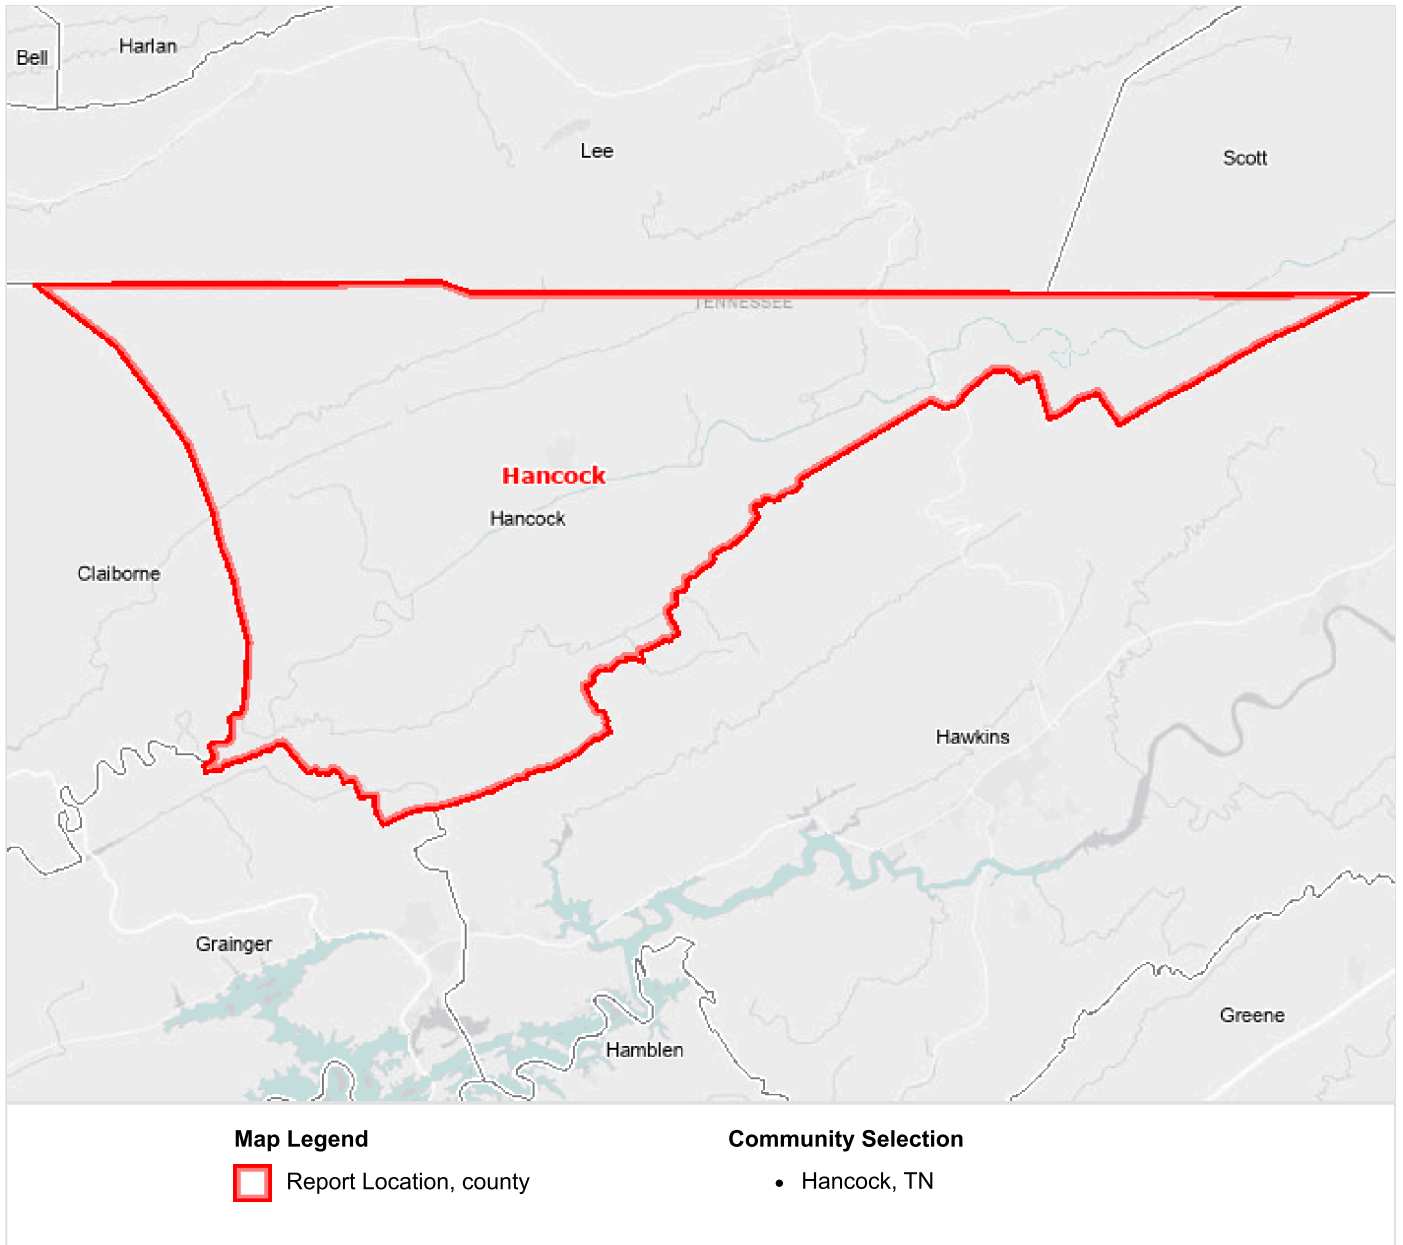 Harlan
Bell
Lee
Scott
TENNESSEE
Hancock
Hancock
Claiborne
Hawkins
Grainger
Greene
Hamblen
Map Legend
Report Location, county
Community Selection
• Hancock, TN